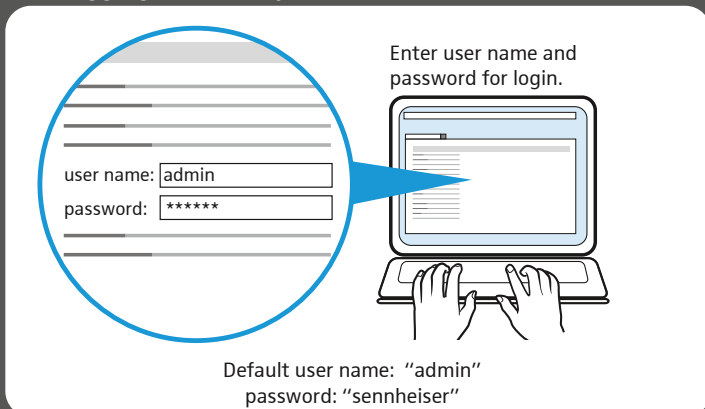 Enter user name and
password for login.
user name: admin
password: ******
Default user name: "admin"
password: "sennheiser"